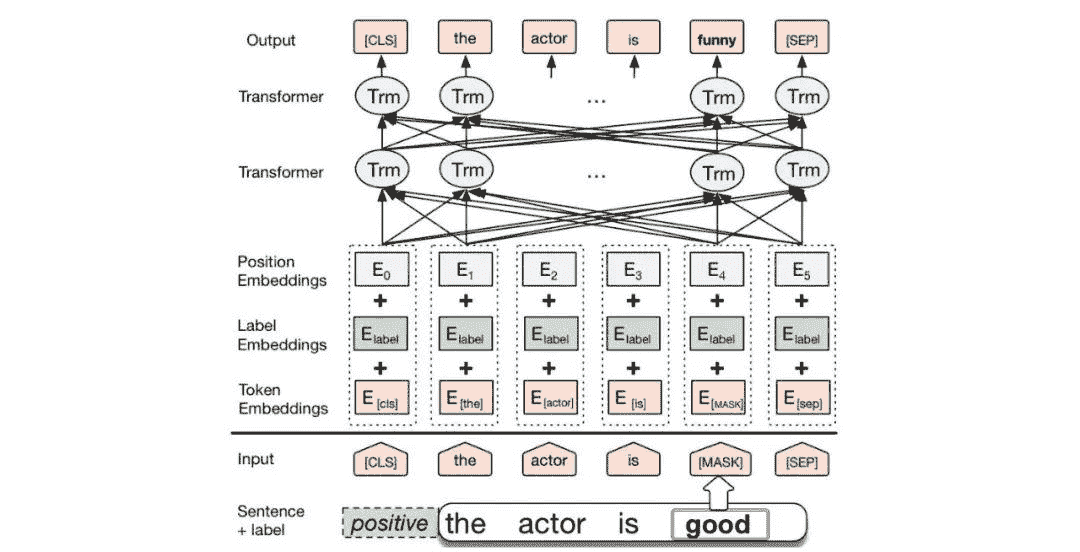 Output [CLS] the actor is funny [SEP]
Transformer Trm Trm ... Trm Trm
Transformer Trm Trm ... Trm Trm
Position Embeddings E0 E1 E2 E3 E4 E5
+ + + + + +
Label Embeddings Elabel Elabel Elabel Elabel Elabel Elabel
+ + + + + +
Token Embeddings E[cls] E[the] E[actor] E[is] E[MASK] E[sep]
Input [CLS] the actor is [MASK] [SEP]
Sentence + label positive the actor is good